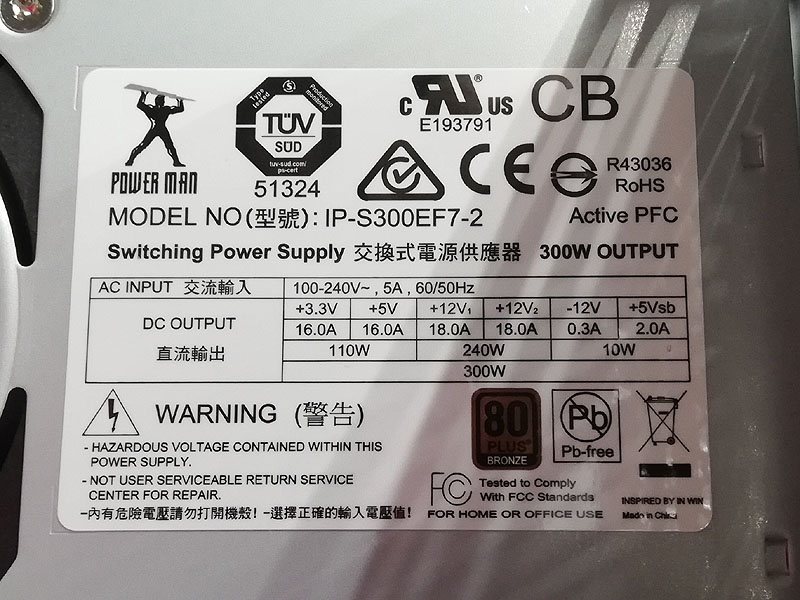 Type tested
Production monitored
TÜV
SÜD
tuv-sud.com/
ps-cert
51324
POWER MAN
c RU ® US
E193791
CB
CE
R43036
RoHS
MODEL NO(型號): IP-S300EF7-2
Active PFC
Switching Power Supply 交換式電源供應器 300W OUTPUT
AC INPUT 交流輸入 100-240V~ , 5A , 60/50Hz
DC OUTPUT
直流輸出
+3.3V +5V +12V₁ +12V₂ -12V +5Vsb
16.0A 16.0A 18.0A 18.0A 0.3A 2.0A
110W 240W 10W
300W
WARNING (警告)
- HAZARDOUS VOLTAGE CONTAINED WITHIN THIS
POWER SUPPLY.
- NOT USER SERVICEABLE RETURN SERVICE
CENTER FOR REPAIR.
-內有危險電壓請勿打開機殼! -選擇正確的輸入電壓值!
80
PLUS®
BRONZE
Pb
Pb-free
FC Tested to Comply
With FCC Standards
FOR HOME OR OFFICE USE
INSPIRED BY IN WIN
Made in China